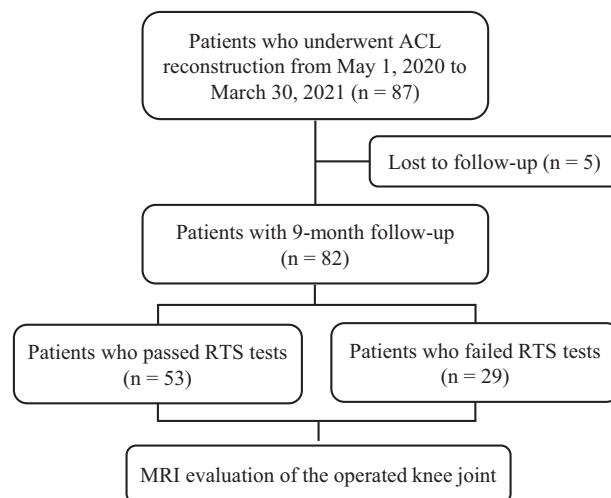 Patients who underwent ACL
reconstruction from May 1, 2020 to
March 30, 2021 (n = 87)
Lost to follow-up (n = 5)
Patients with 9-month follow-up
(n = 82)
Patients who passed RTS tests
(n = 53)
Patients who failed RTS tests
(n = 29)
MRI evaluation of the operated knee joint